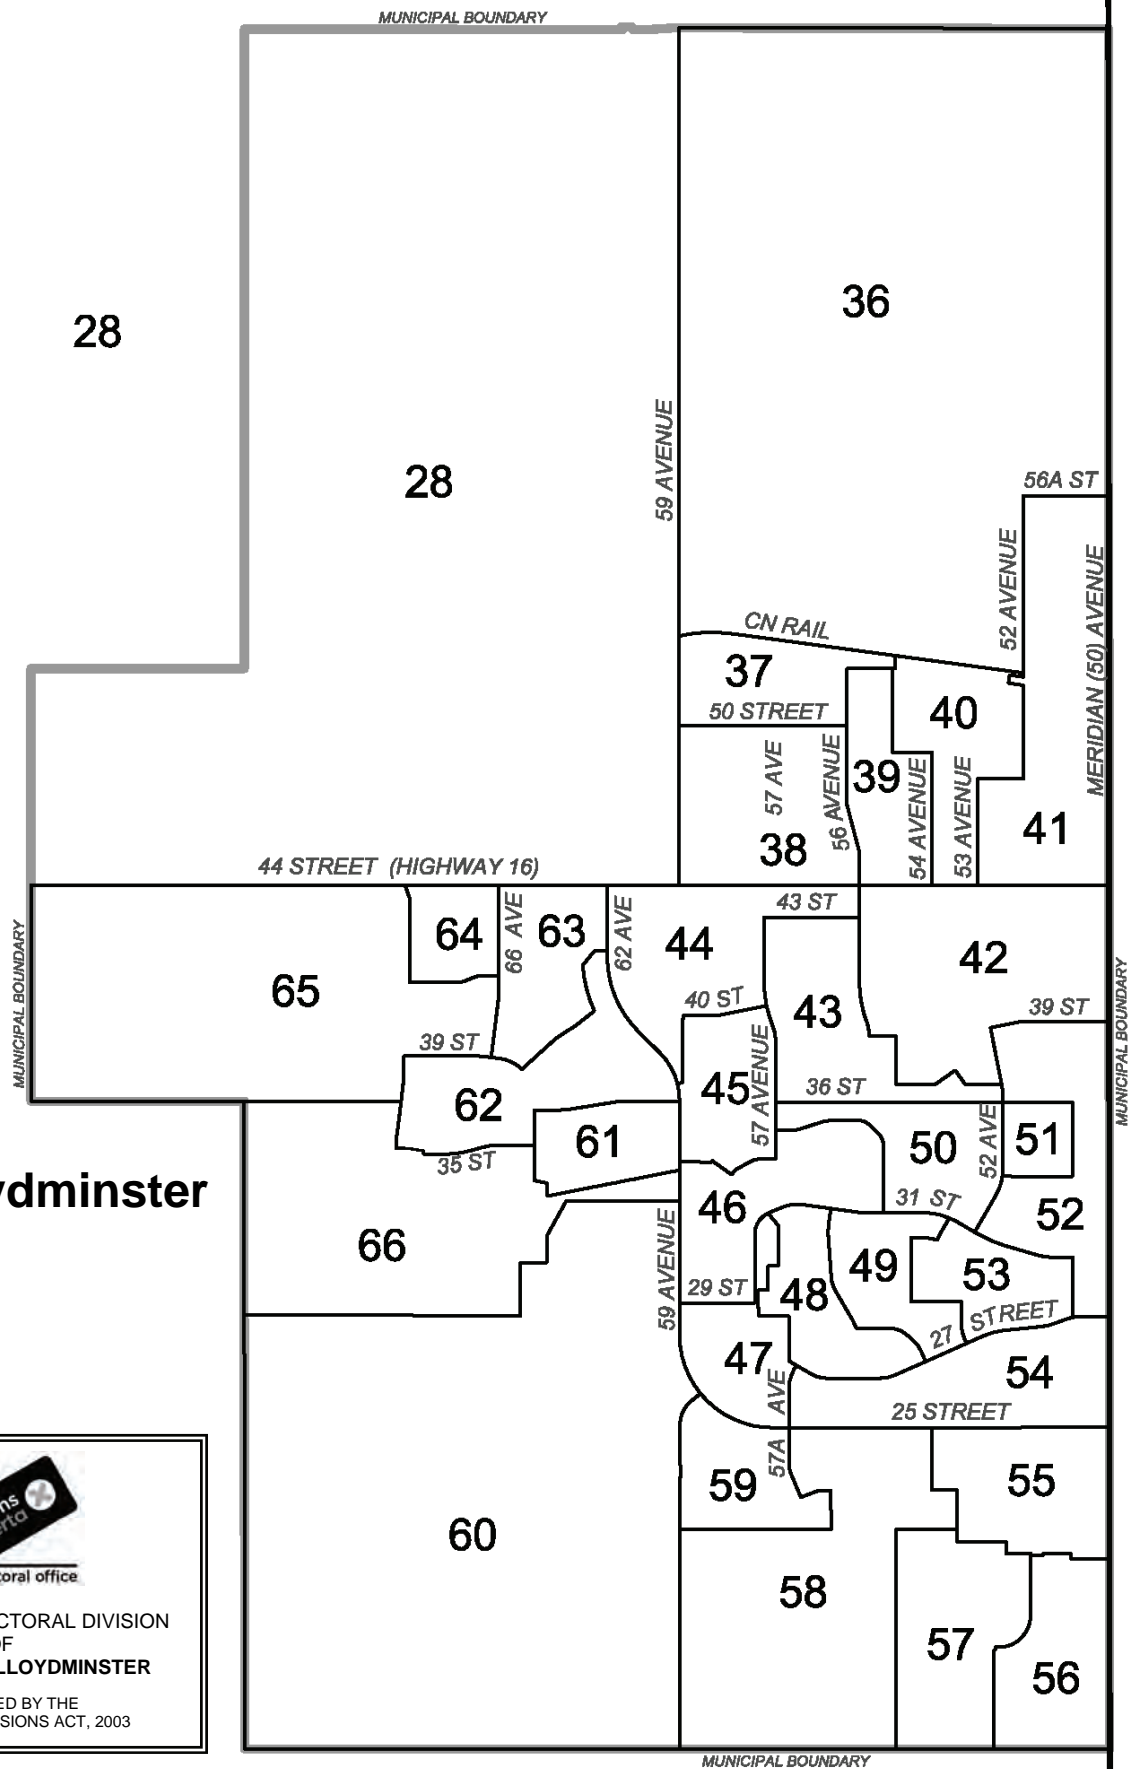 MUNICIPAL BOUNDARY
36
28
28
59 AVENUE
56A ST
52 AVENUE
MERIDIAN (50) AVENUE
CN RAIL
37
50 STREET
40
57 AVE
56 AVENUE
39
54 AVENUE
53 AVENUE
41
38
44 STREET (HIGHWAY 16)
43 ST
MUNICIPAL BOUNDARY
64
66 AVE
63
62 AVE
44
42
65
40 ST
43
39 ST
MUNICIPAL BOUNDARY
39 ST
57 AVENUE
45
36 ST
62
61
50
52 AVE
51
35 ST
ydminster
46
31 ST
52
66
59 AVENUE
49
53
29 ST
48
27 STREET
47
54
57A AVE
25 STREET
59
55
60
58
57
56
ns
erta
toral office
CTORAL DIVISION
OF
LLOYDMINSTER
ED BY THE
SIONS ACT, 2003
MUNICIPAL BOUNDARY